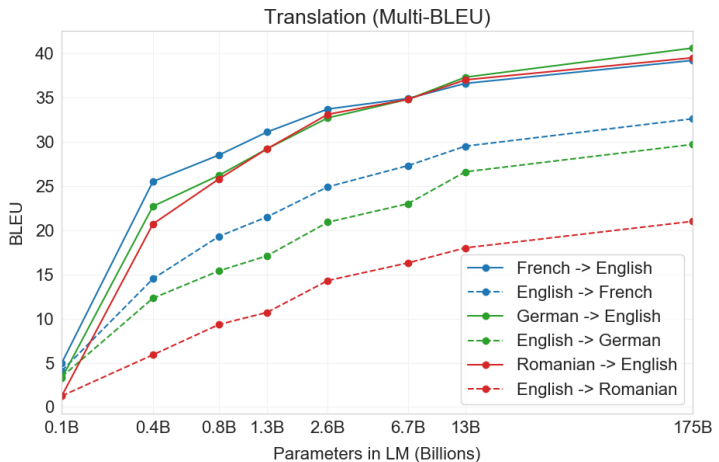 Translation (Multi-BLEU)
40
35
30
25
20
15
10
5
0
BLEU
French -> English
English -> French
German -> English
English -> German
Romanian -> English
English -> Romanian
0.1B 0.4B 0.8B 1.3B 2.6B 6.7B 13B 175B
Parameters in LM (Billions)